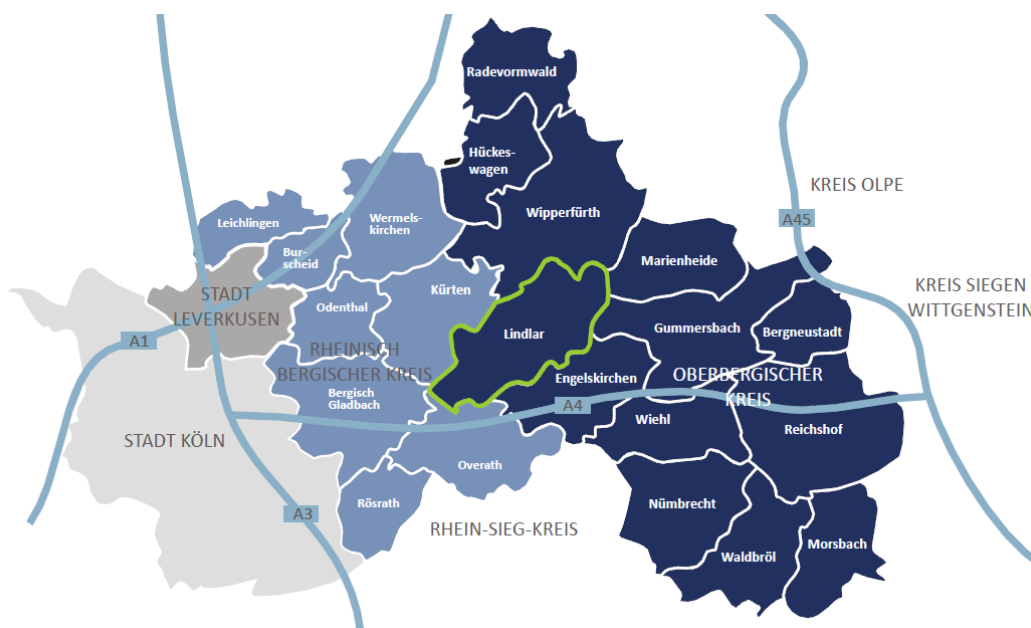 Radevormwald
Hückes-
wagen
KREIS OLPE
Wipperfürth
A45
Leichlingen
Wermels-
kirchen
Bur-
scheid
Marienheide
KREIS SIEGEN
WITTGENSTEIN
STADT
LEVERKUSEN
Kürten
Odenthal
Lindlar
Gummersbach
Bergneustadt
A1
RHEINISCH
BERGISCHER KREIS
Engelskirchen
OBERBERGISCHER
KREIS
Bergisch
Gladbach
A4
Wiehl
Reichshof
STADT KÖLN
Overath
Rösrath
Nümbrecht
A3
RHEIN-SIEG-KREIS
Waldbröl
Morsbach